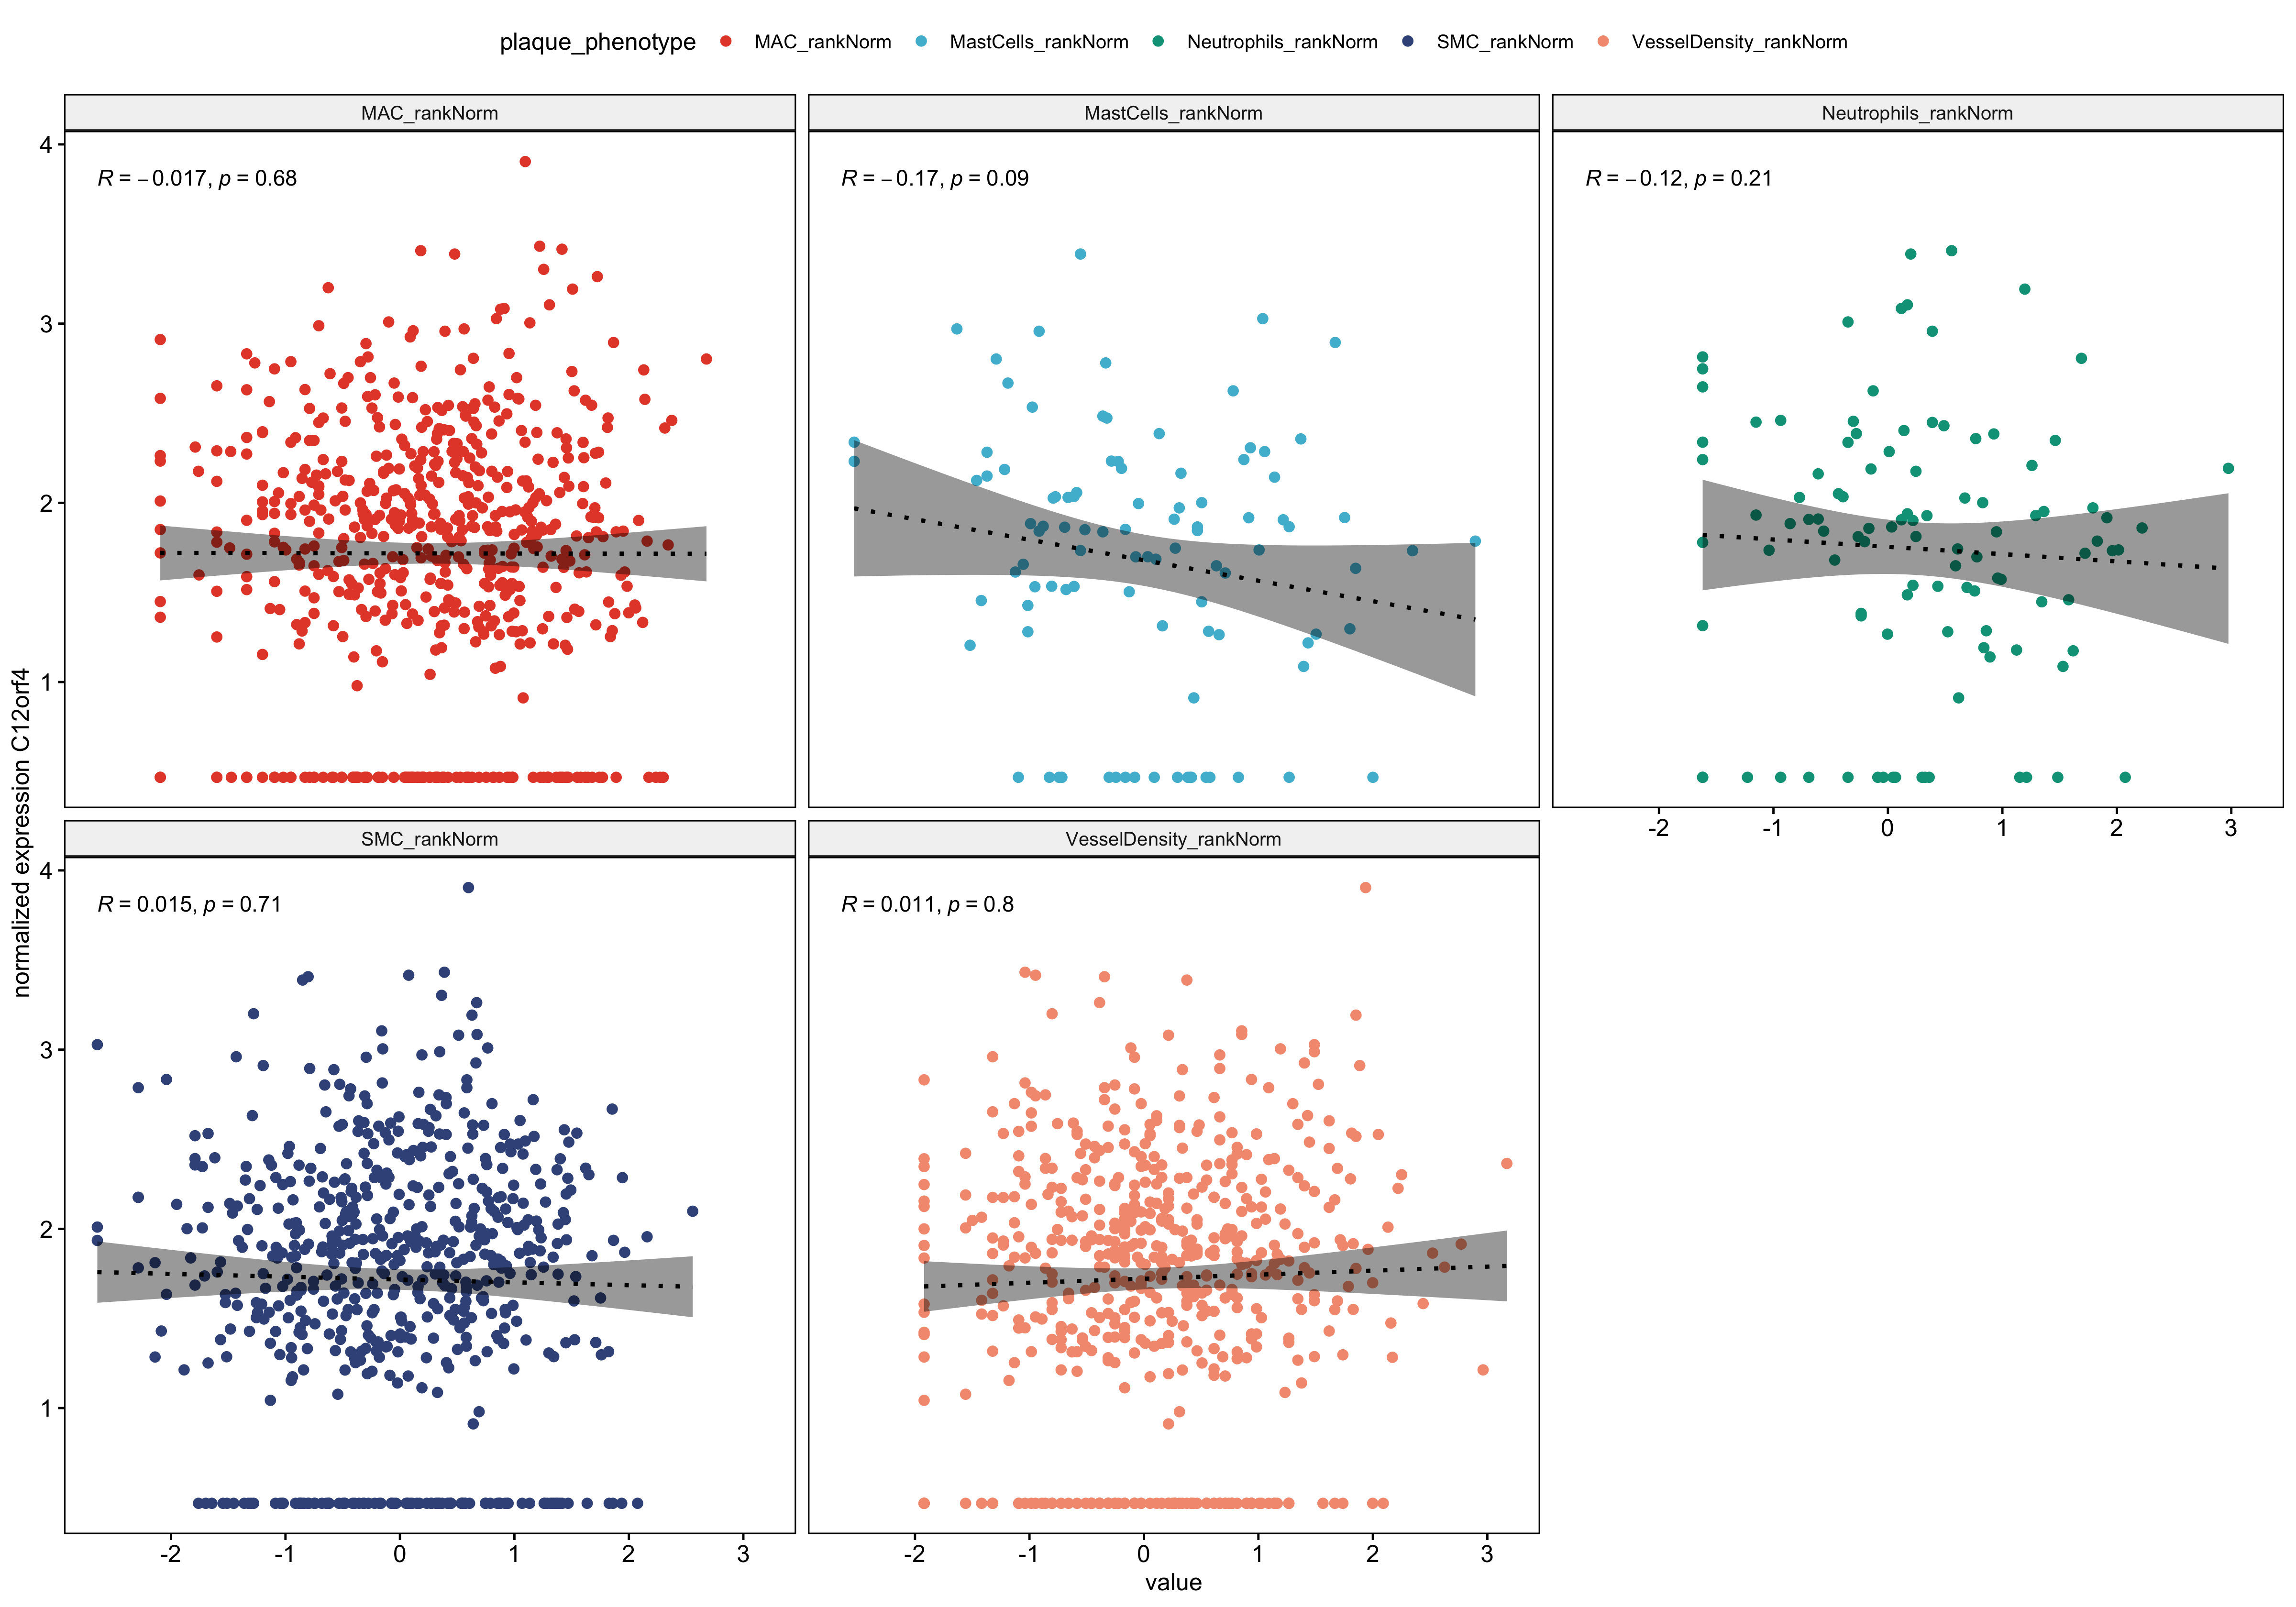 plaque_phenotype MAC_rankNorm MastCells_rankNorm Neutrophils_rankNorm SMC_rankNorm VesselDensity_rankNorm
MAC_rankNorm MastCells_rankNorm Neutrophils_rankNorm
R = −0.017, p = 0.68 R = −0.17, p = 0.09 R = −0.12, p = 0.21
4
3
2
1
-2 -1 0 1 2 3
normalized expression C12orf4
SMC_rankNorm VesselDensity_rankNorm
R = 0.015, p = 0.71 R = 0.011, p = 0.8
4
3
2
1
-2 -1 0 1 2 3 -2 -1 0 1 2 3
value